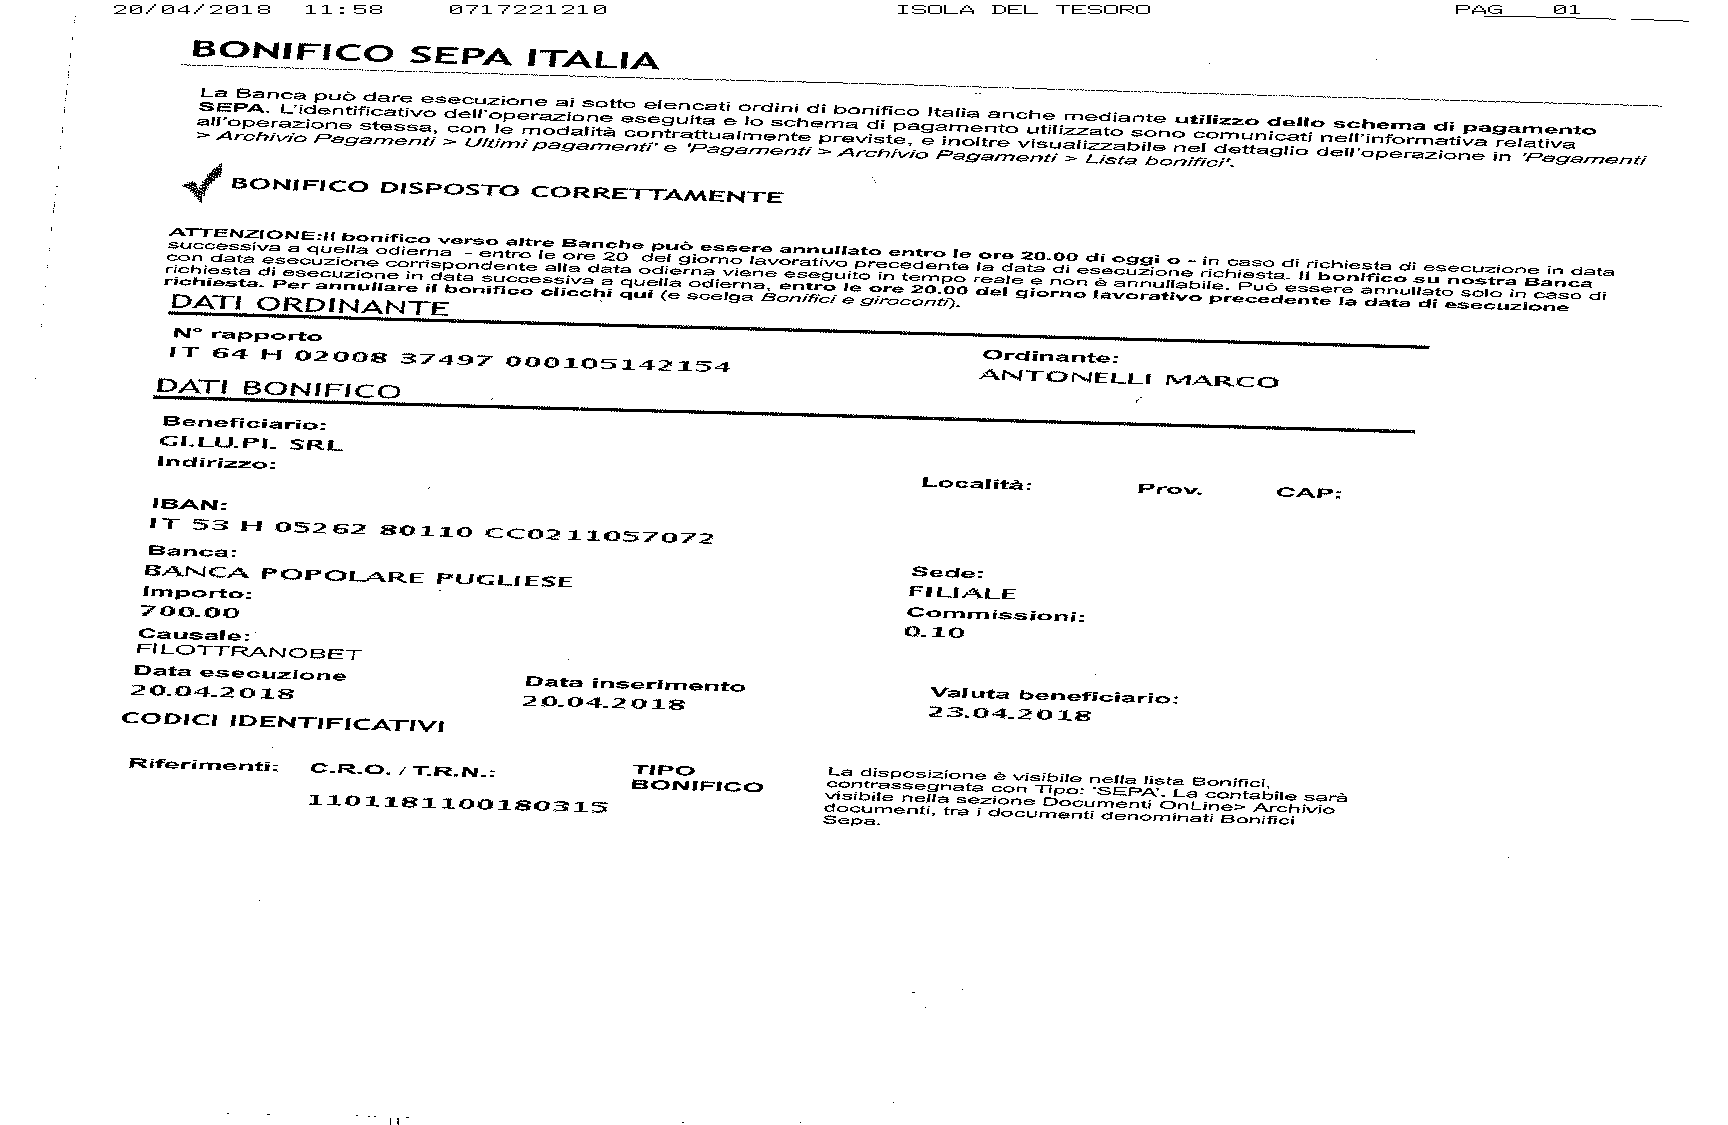 20/04/2018 11:58 0717221210 ISOLA DEL TESORO PAG 01
BONIFICO SEPA ITALIA
La Banca può dare esecuzione ai sotto elencati ordini di bonifico Italia anche mediante utilizzo dello schema di pagamento
SEPA. L'identificativo dell'operazione eseguita e lo schema di pagamento utilizzato sono comunicati nell'informativa relativa
all'operazione stessa, con le modalità contrattualmente previste, e inoltre visualizzabile nel dettaglio dell'operazione in 'Pagamenti
> Archivio Pagamenti > Ultimi pagamenti' e 'Pagamenti > Archivio Pagamenti > Lista bonifici'.
BONIFICO DISPOSTO CORRETTAMENTE
ATTENZIONE:Il bonifico verso altre Banche può essere annullato entro le ore 20.00 di oggi o - in caso di richiesta di esecuzione in data
successiva a quella odierna - entro le ore 20 del giorno lavorativo precedente la data di esecuzione richiesta. Il bonifico su nostra Banca
con data esecuzione corrispondente alla data odierna viene eseguito in tempo reale e non è annullabile. Può essere annullato solo in caso di
richiesta di esecuzione in data successiva a quella odierna, entro le ore 20.00 del giorno lavorativo precedente la data di esecuzione
richiesta. Per annullare il bonifico clicchi qui (e scelga Bonifici e giroconti).
DATI ORDINANTE
N° rapporto Ordinante:
IT 64 H 02008 37497 000105142154 ANTONELLI MARCO
DATI BONIFICO
Beneficiario:
GI.LU.PI. SRL
Indirizzo: Località: Prov. CAP:
IBAN:
IT 53 H 05262 80110 CC0211057072
Banca: Sede:
BANCA POPOLARE PUGLIESE FILIALE
Importo: Commissioni:
700.00 0.10
Causale:
FILOTTRANOBET
Data esecuzione Data inserimento Valuta beneficiario:
20.04.2018 20.04.2018 23.04.2018
CODICI IDENTIFICATIVI
Riferimenti: C.R.O. / T.R.N.: TIPO BONIFICO
1101181100180315
La disposizione è visibile nella lista Bonifici,
contrassegnata con Tipo: 'SEPA'. La contabile sarà
visibile nella sezione Documenti OnLine> Archivio
documenti, tra i documenti denominati Bonifici
Sepa.